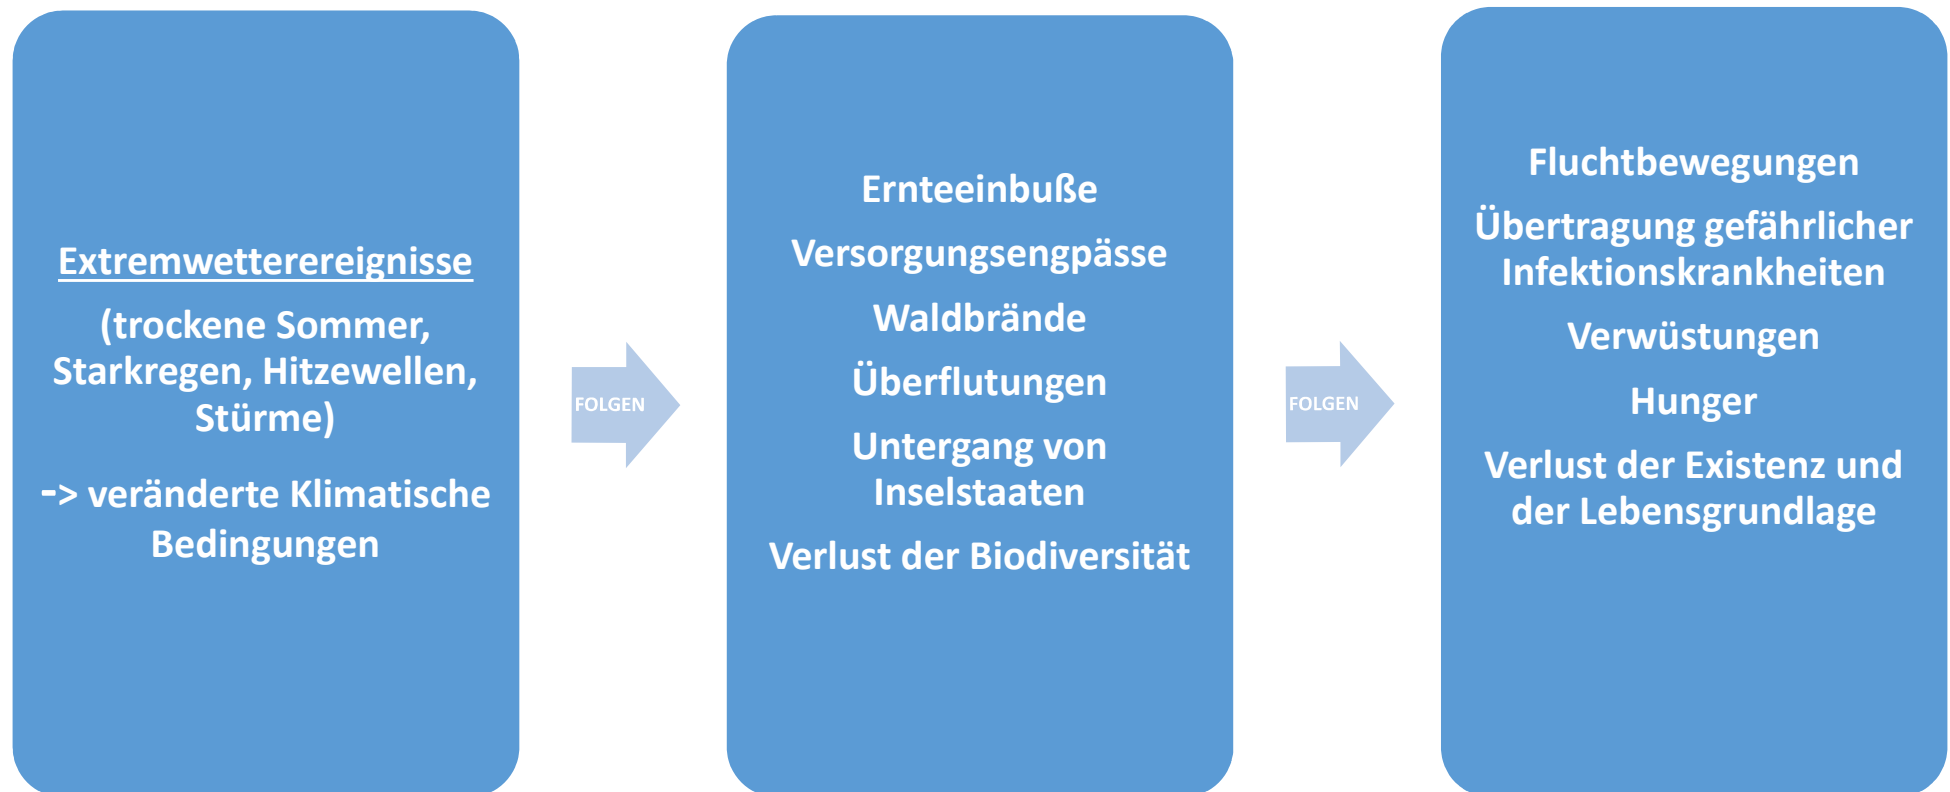 Extremwetterereignisse
(trockene Sommer,
Starkregen, Hitzewellen,
Stürme)
-> veränderte Klimatische
Bedingungen
FOLGEN
Ernteeinbuße
Versorgungsengpässe
Waldbrände
Überflutungen
Untergang von
Inselstaaten
Verlust der Biodiversität
FOLGEN
Fluchtbewegungen
Übertragung gefährlicher
Infektionskrankheiten
Verwüstungen
Hunger
Verlust der Existenz und
der Lebensgrundlage